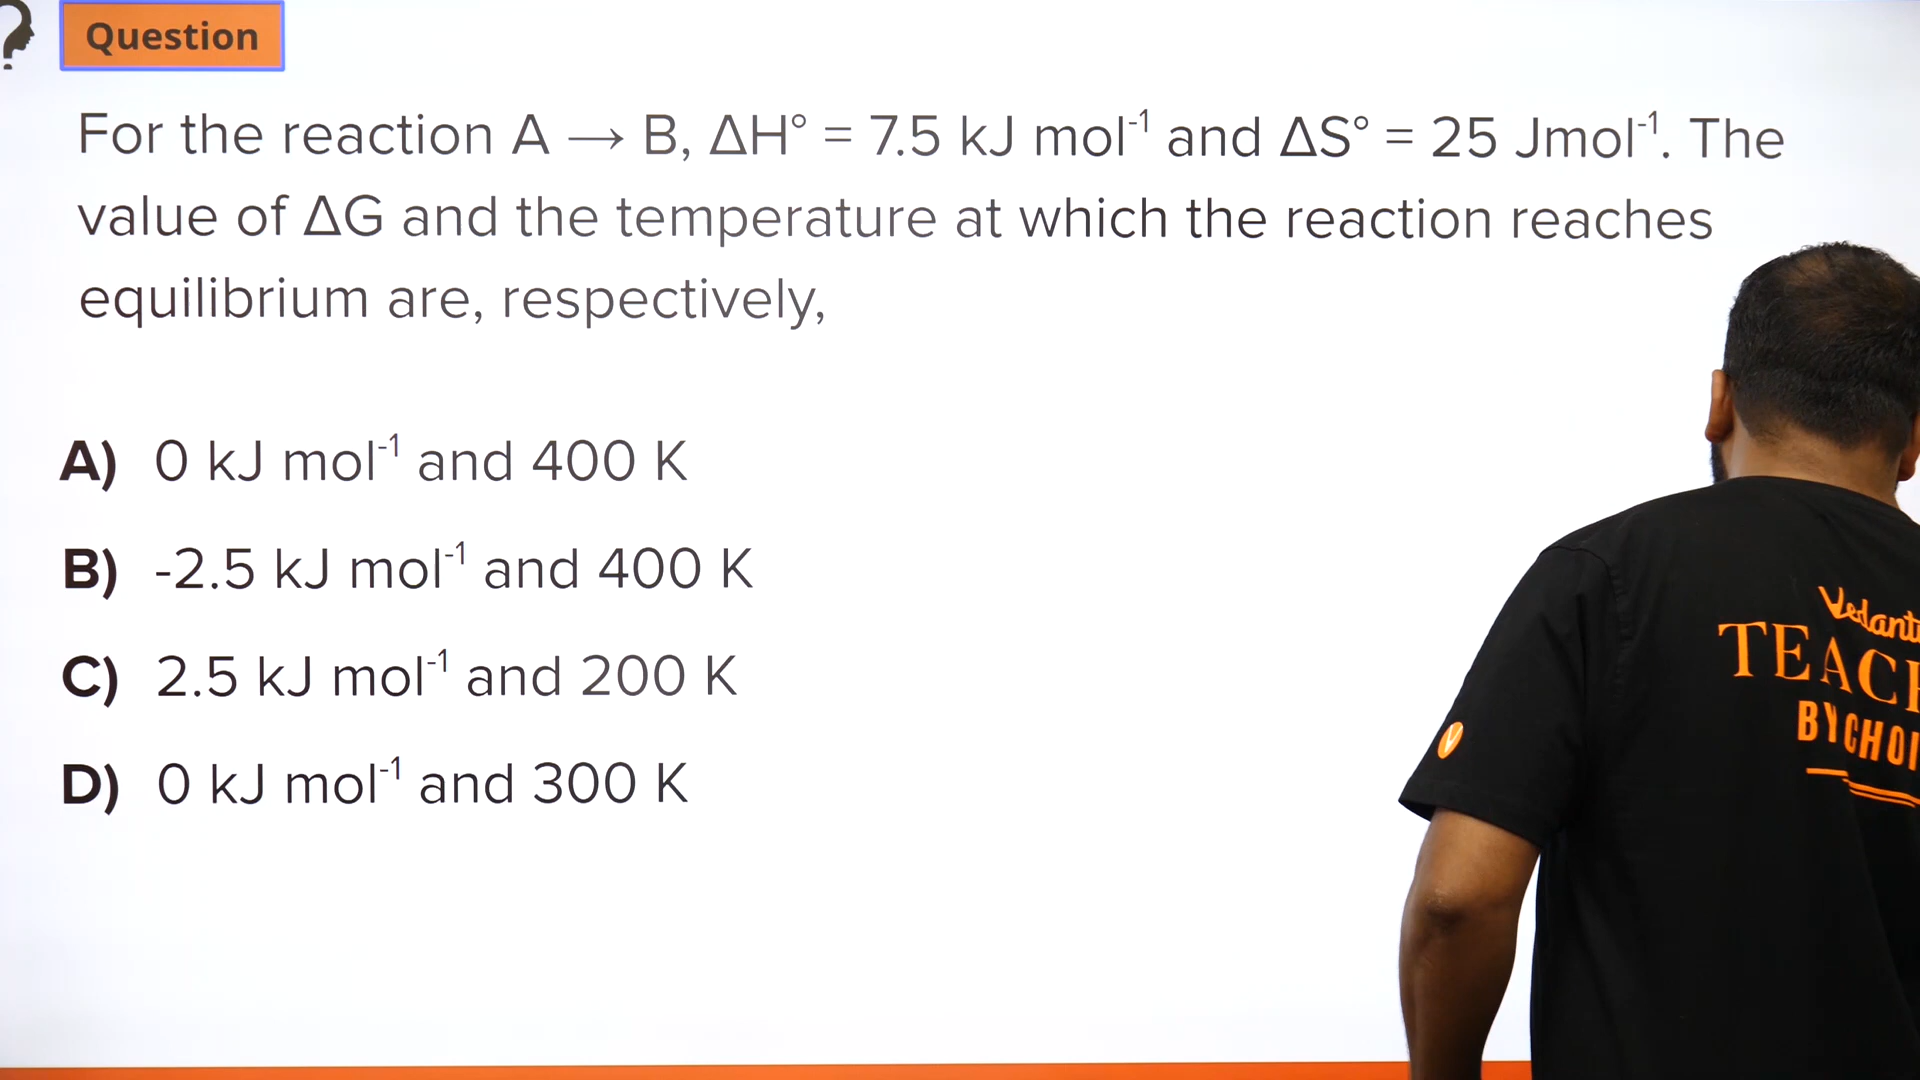 Question
For the reaction A → B, ΔH° = 7.5 kJ mol⁻¹ and ΔS° = 25 Jmol⁻¹. The
value of ΔG and the temperature at which the reaction reaches
equilibrium are, respectively,
A) 0 kJ mol⁻¹ and 400 K
B) -2.5 kJ mol⁻¹ and 400 K
C) 2.5 kJ mol⁻¹ and 200 K
D) 0 kJ mol⁻¹ and 300 K
BY